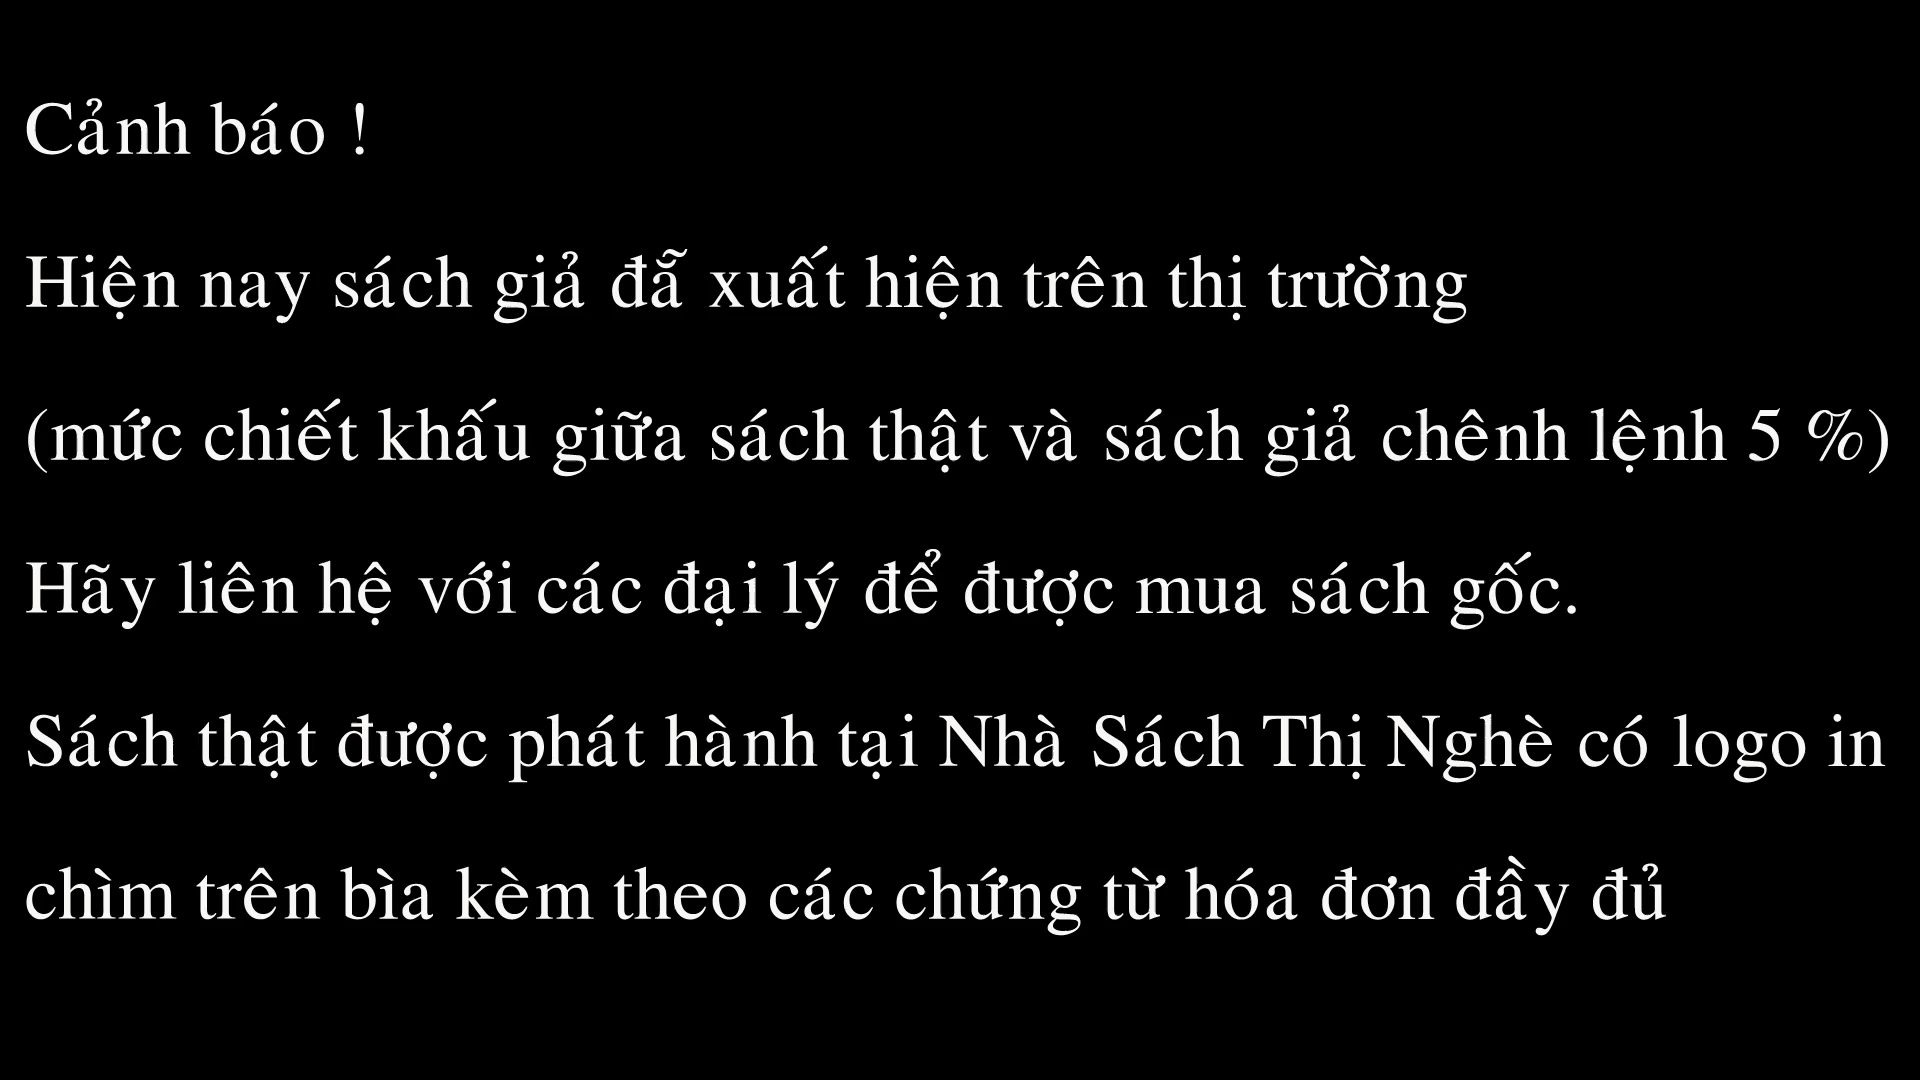 Cảnh báo !
Hiện nay sách giả đẵ xuất hiện trên thị trường
(mức chiết khấu giữa sách thật và sách giả chênh lệnh 5 %)
Hãy liên hệ với các đại lý để được mua sách gốc.
Sách thật được phát hành tại Nhà Sách Thị Nghè có logo in
chìm trên bìa kèm theo các chứng từ hóa đơn đầy đủ